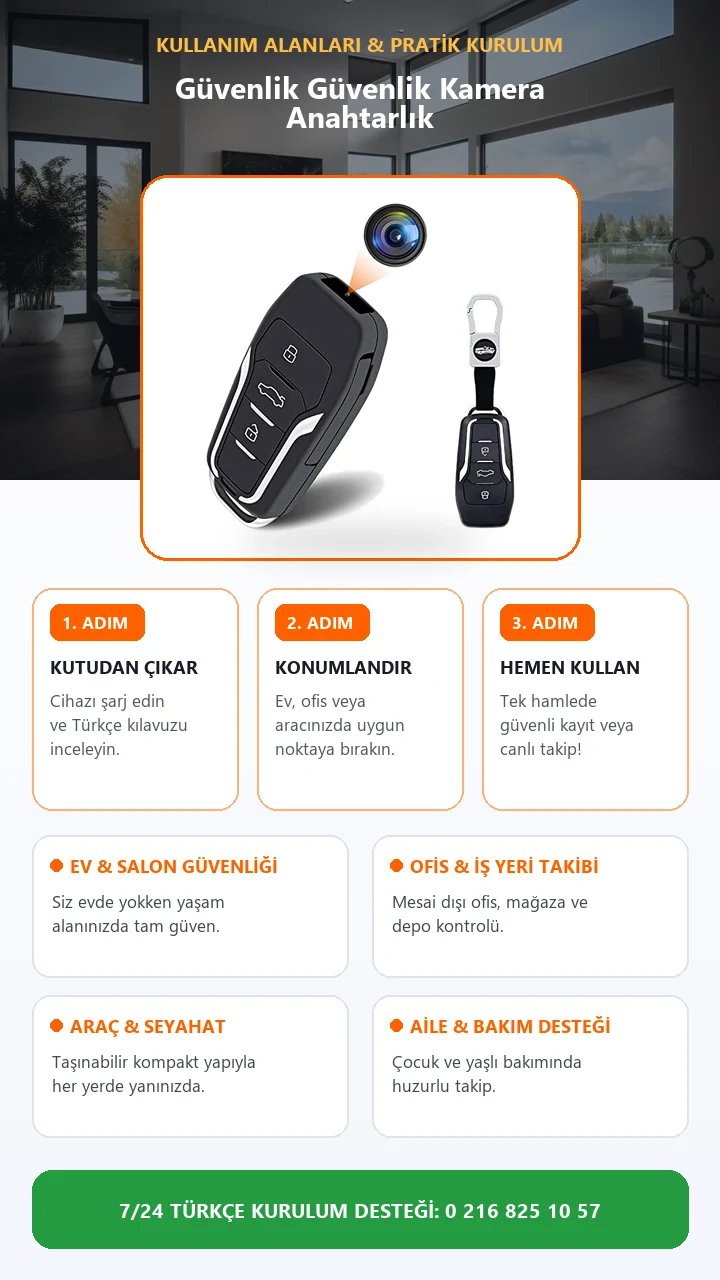 KULLANIM ALANLARI & PRATİK KURULUM
Güvenlik Güvenlik Kamera
Anahtarlık
1. ADIM
KUTUDAN ÇIKAR
Cihazı şarj edin
ve Türkçe kılavuzu
inceleyin.
2. ADIM
KONUMLANDIR
Ev, ofis veya
aracınızda uygun
noktaya bırakın.
3. ADIM
HEMEN KULLAN
Tek hamlede
güvenli kayıt veya
canlı takip!
EV & SALON GÜVENLİĞİ
Siz evde yokken yaşam
alanınızda tam güven.
OFİS & İŞ YERİ TAKİBİ
Mesai dışı ofis, mağaza ve
depo kontrolü.
ARAÇ & SEYAHAT
Taşınabilir kompakt yapıyla
her yerde yanınızda.
AİLE & BAKIM DESTEĞİ
Çocuk ve yaşlı bakımında
huzurlu takip.
7/24 TÜRKÇE KURULUM DESTEĞİ: 0 216 825 10 57